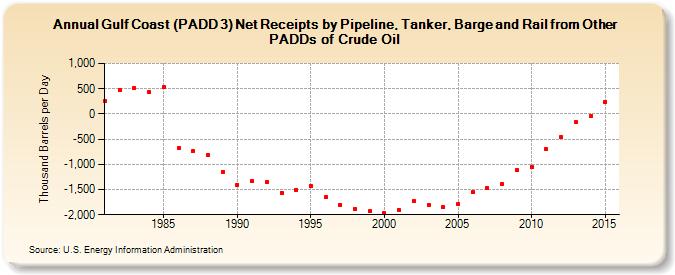 Annual Gulf Coast (PADD 3) Net Receipts by Pipeline, Tanker, Barge and Rail from Other
PADDs of Crude Oil
Thousand Barrels per Day
1,000
500
0
-500
-1,000
-1,500
-2,000
1985 1990 1995 2000 2005 2010 2015
Source: U.S. Energy Information Administration